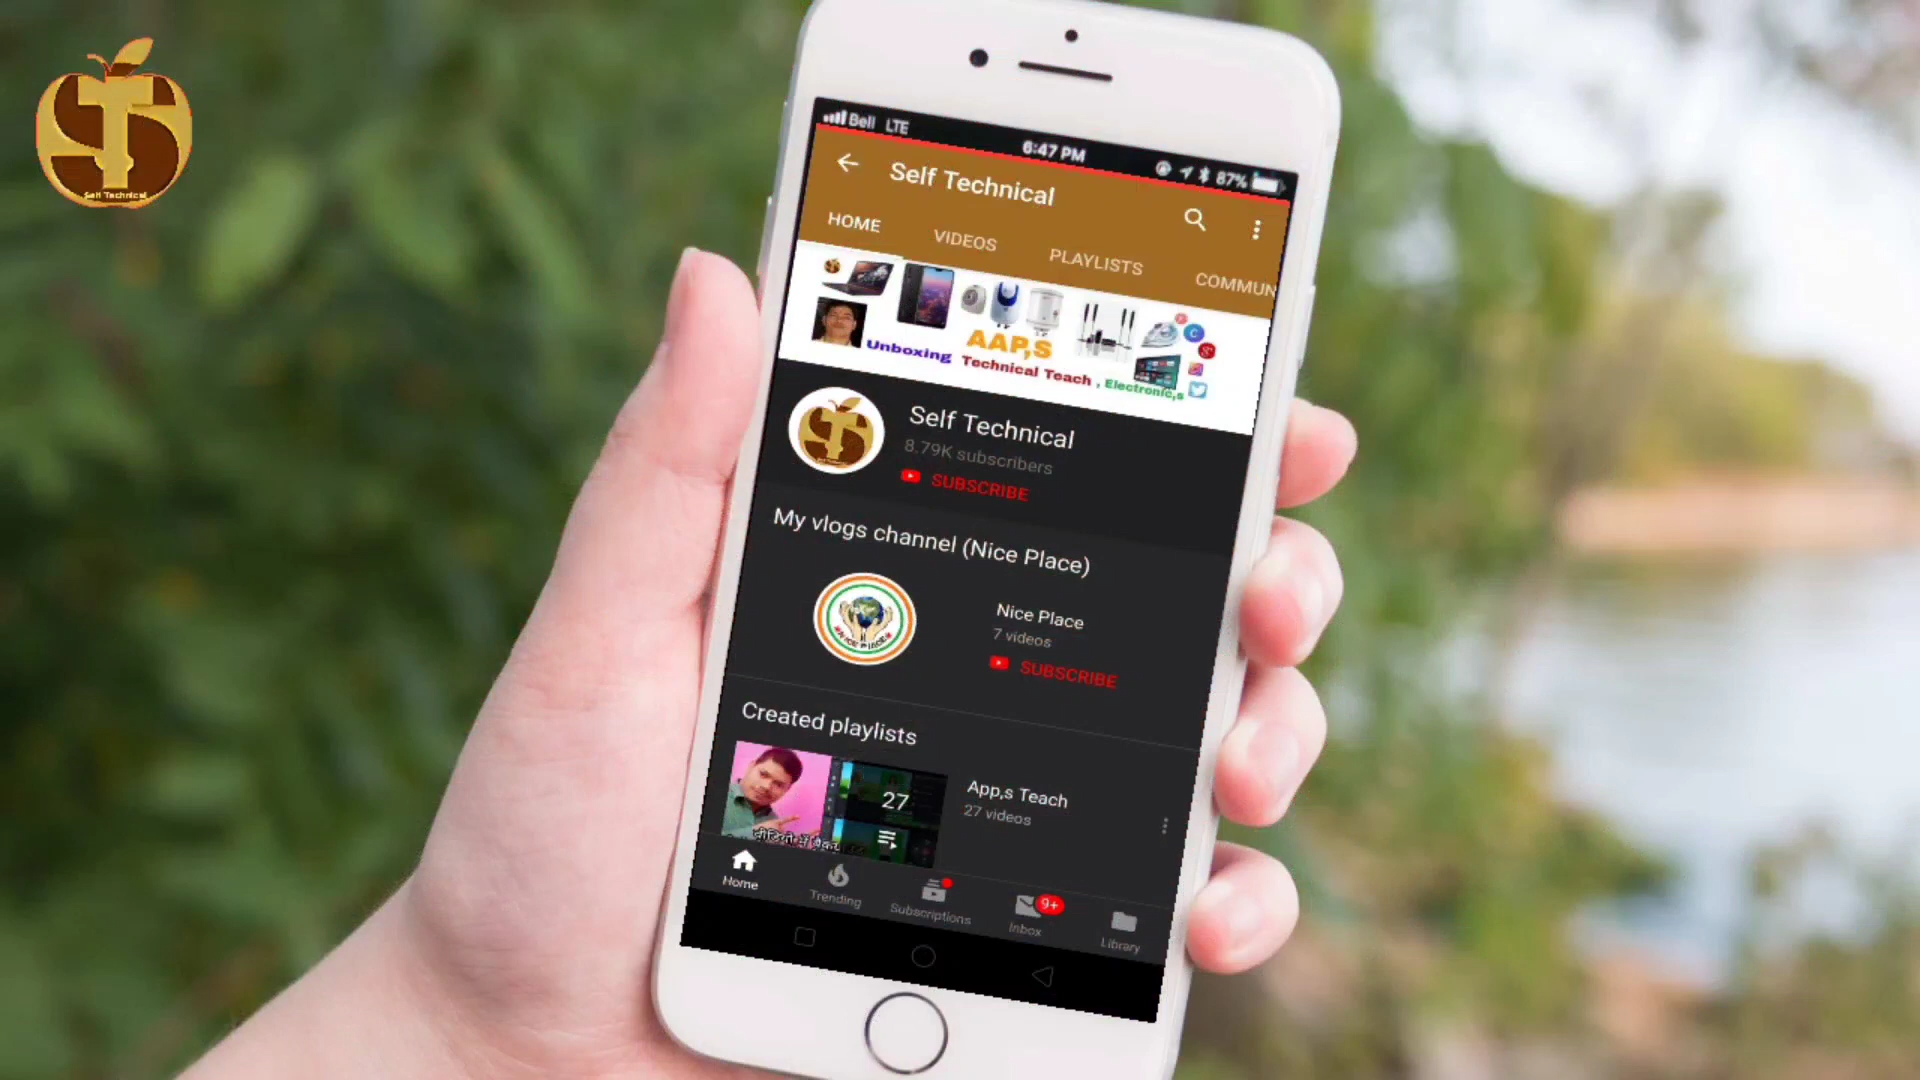 Self Technical
Bell LTE
6:47 PM
87%
Self Technical
HOME
VIDEOS
PLAYLISTS
COMMUN
Unboxing
AAP,S
Technical Teach , Electronic,s
Self Technical
8.79K subscribers
SUBSCRIBE
My vlogs channel (Nice Place)
Nice Place
7 videos
SUBSCRIBE
Created playlists
27
App,s Teach
27 videos
Home
Trending
Subscriptions
9+
Inbox
Library